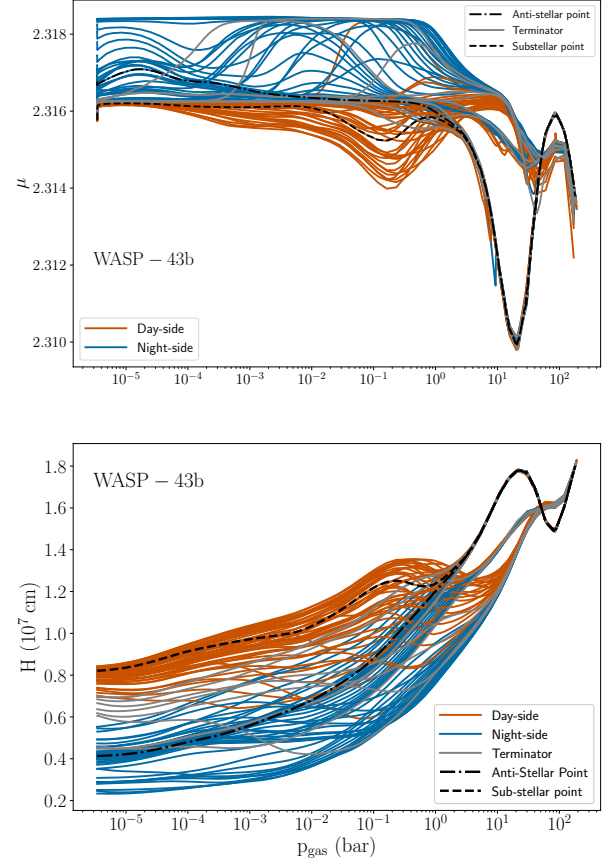 2.318
2.316
2.314
2.312
2.310
μ
Anti-stellar point
Terminator
Substellar point
WASP − 43b
Day-side
Night-side
10⁻⁵ 10⁻⁴ 10⁻³ 10⁻² 10⁻¹ 10⁰ 10¹ 10²
1.8
1.6
1.4
1.2
1.0
0.8
0.6
0.4
0.2
H (10⁷ cm)
WASP − 43b
Day-side
Night-side
Terminator
Anti-Stellar Point
Sub-stellar point
10⁻⁵ 10⁻⁴ 10⁻³ 10⁻² 10⁻¹ 10⁰ 10¹ 10²
p_gas (bar)